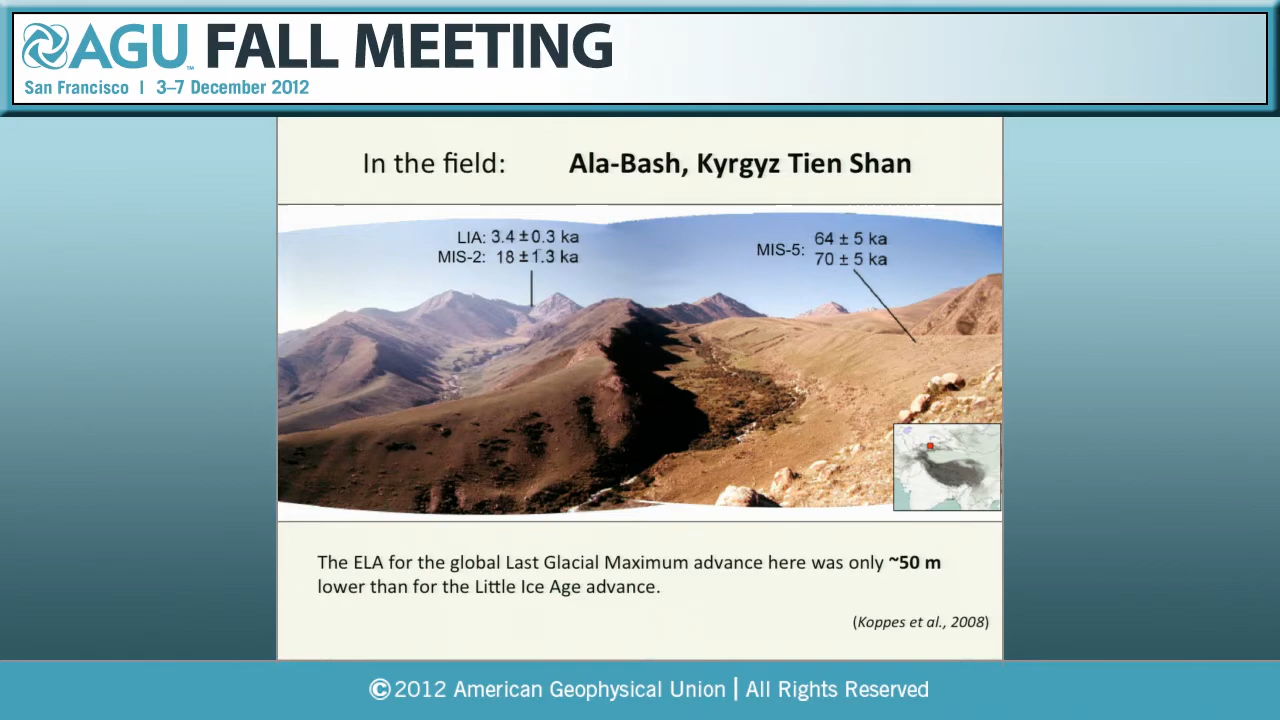 AGU™ FALL MEETING
San Francisco | 3–7 December 2012
In the field: Ala-Bash, Kyrgyz Tien Shan
LIA: 3.4 ± 0.3 ka
MIS-2: 18 ± 1.3 ka
MIS-5: 64 ± 5 ka
70 ± 5 ka
The ELA for the global Last Glacial Maximum advance here was only ~50 m
lower than for the Little Ice Age advance.
(Koppes et al., 2008)
©2012 American Geophysical Union | All Rights Reserved